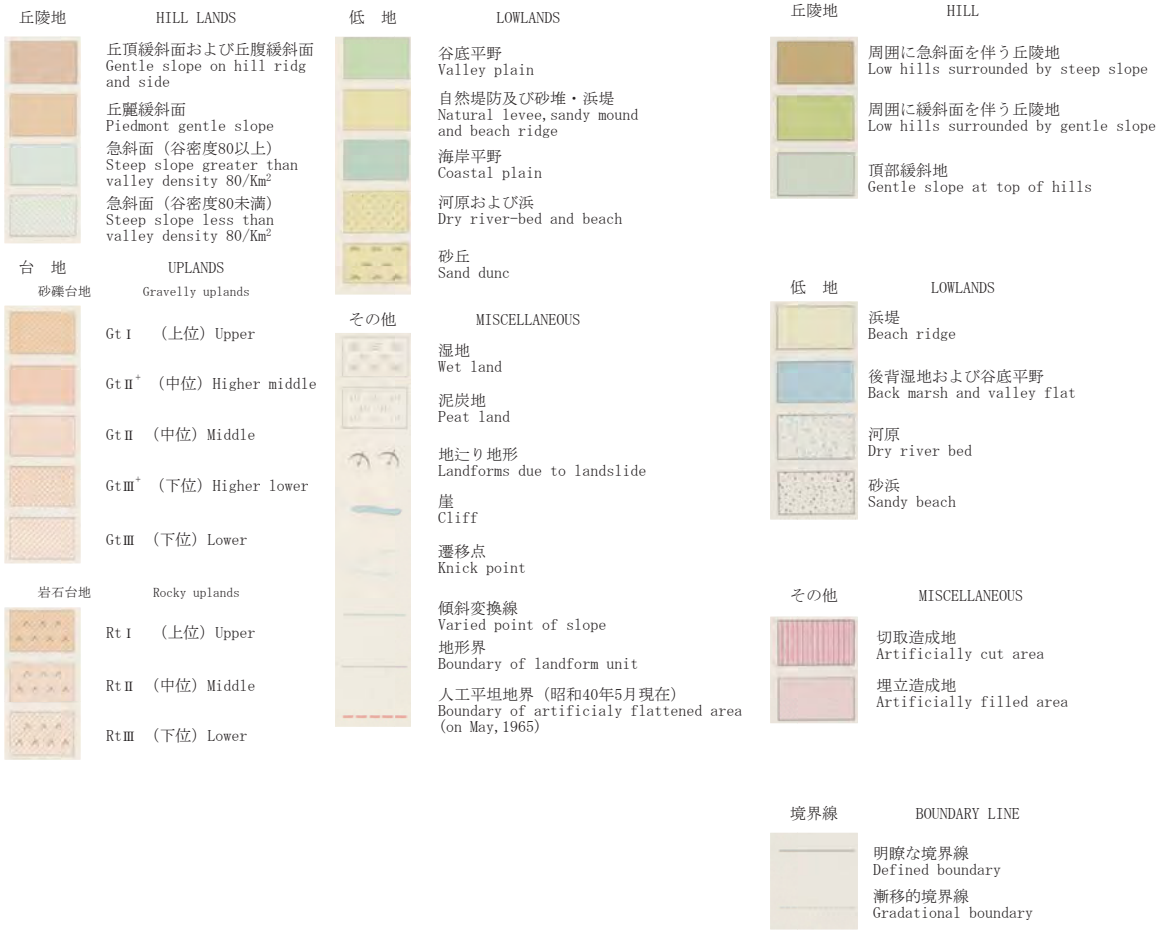 丘陵地 HILL LANDS
丘頂緩斜面および丘腹緩斜面
Gentle slope on hill ridg
and side
丘麗緩斜面
Piedmont gentle slope
急斜面（谷密度80以上）
Steep slope greater than
valley density 80/Km²
急斜面（谷密度80未満）
Steep slope less than
valley density 80/Km²
台 地 UPLANDS
砂礫台地 Gravelly uplands
GtⅠ （上位）Upper
GtⅡ⁺ （中位）Higher middle
GtⅡ （中位）Middle
GtⅢ⁺ （下位）Higher lower
GtⅢ （下位）Lower
岩石台地 Rocky uplands
RtⅠ （上位）Upper
RtⅡ （中位）Middle
RtⅢ （下位）Lower
低 地 LOWLANDS
谷底平野
Valley plain
自然堤防及び砂堆・浜堤
Natural levee,sandy mound
and beach ridge
海岸平野
Coastal plain
河原および浜
Dry river-bed and beach
砂丘
Sand dunc
その他 MISCELLANEOUS
湿地
Wet land
泥炭地
Peat land
地辷り地形
Landforms due to landslide
崖
Cliff
遷移点
Knick point
傾斜変換線
Varied point of slope
地形界
Boundary of landform unit
人工平坦地界（昭和40年5月現在）
Boundary of artificialy flattened area
(on May,1965)
丘陵地 HILL
周囲に急斜面を伴う丘陵地
Low hills surrounded by steep slope
周囲に緩斜面を伴う丘陵地
Low hills surrounded by gentle slope
頂部緩斜地
Gentle slope at top of hills
低 地 LOWLANDS
浜堤
Beach ridge
後背湿地および谷底平野
Back marsh and valley flat
河原
Dry river bed
砂浜
Sandy beach
その他 MISCELLANEOUS
切取造成地
Artificially cut area
埋立造成地
Artificially filled area
境界線 BOUNDARY LINE
明瞭な境界線
Defined boundary
漸移的境界線
Gradational boundary